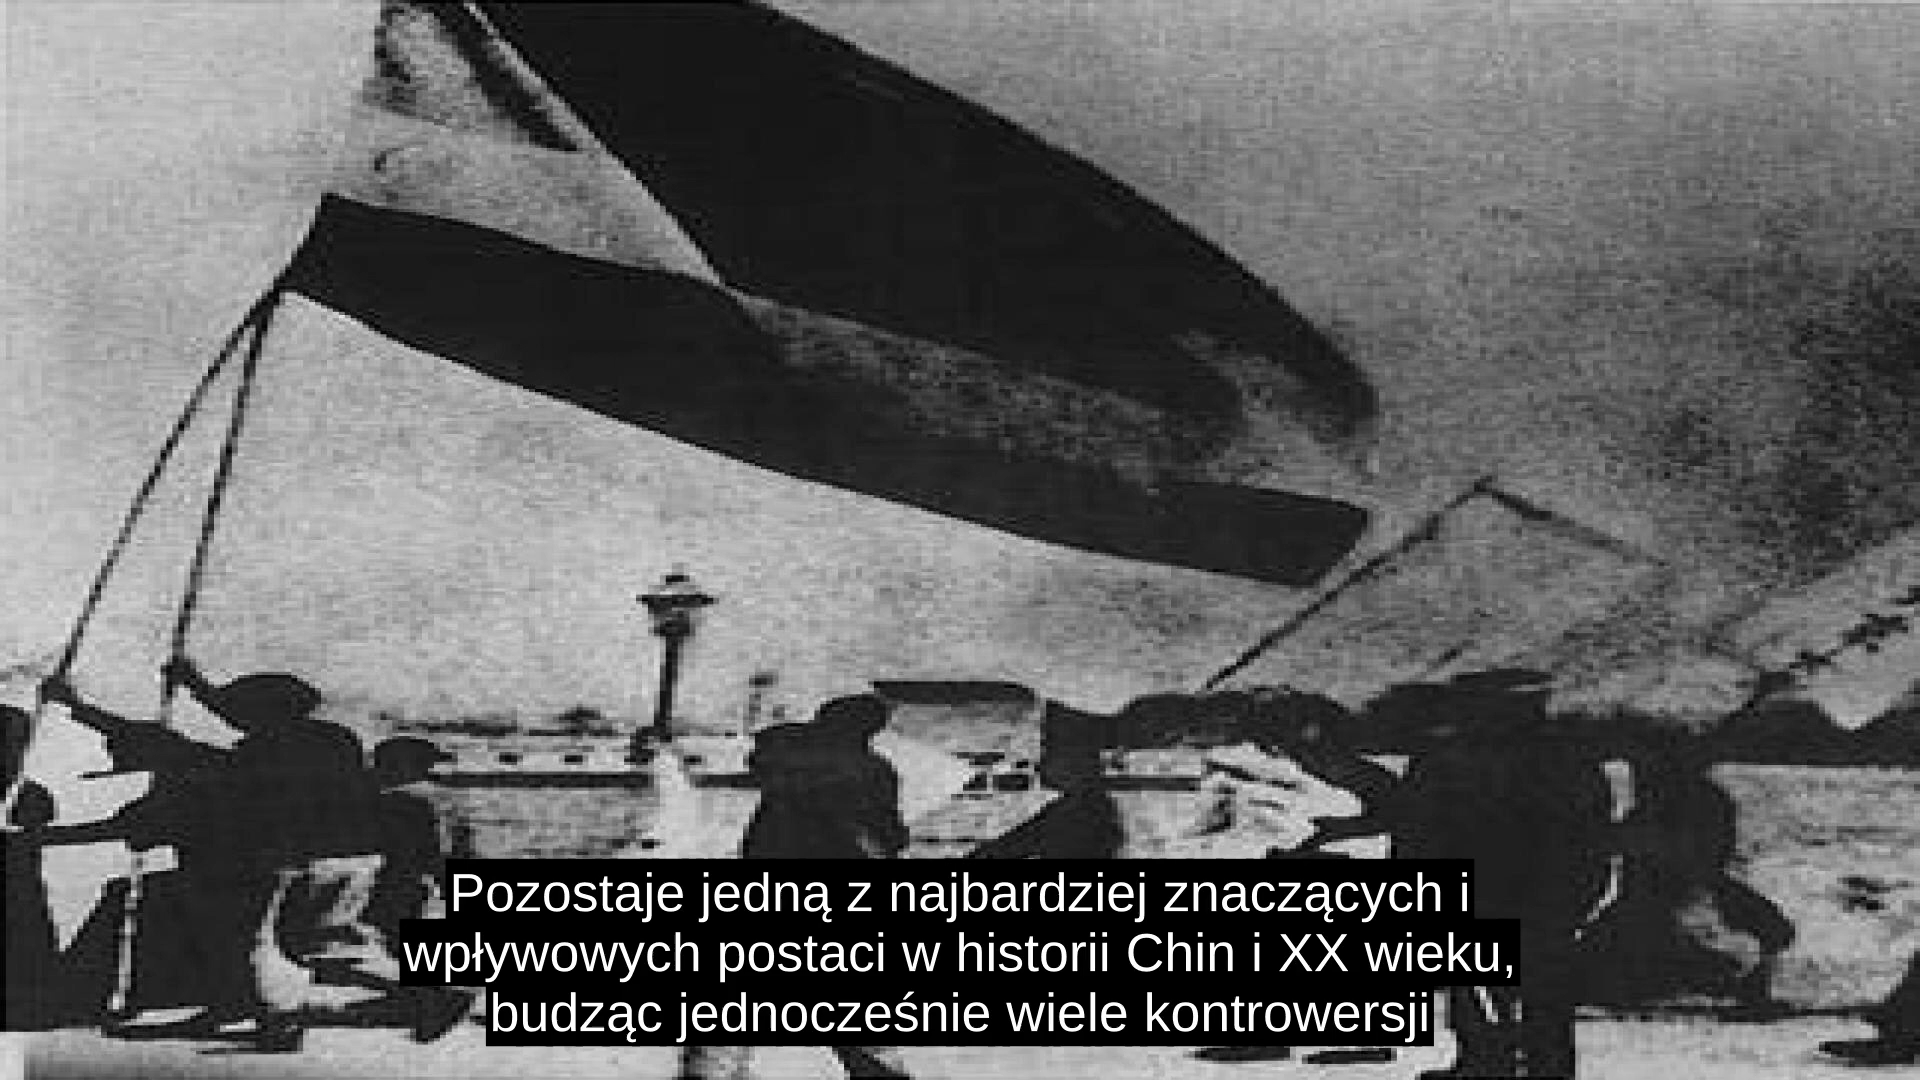 Pozostaje jedną z najbardziej znaczących i
wpływowych postaci w historii Chin i XX wieku,
budząc jednocześnie wiele kontrowersji